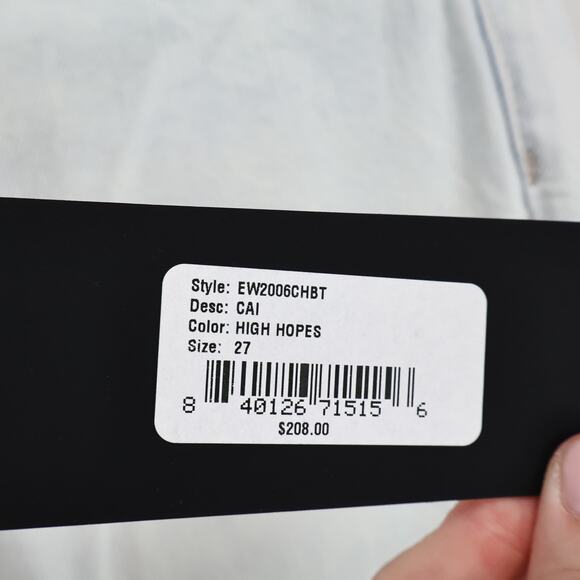 Style: EW2006CHBT
Desc: CAI
Color: HIGH HOPES
Size: 27
8 40126 71515 6
$208.00